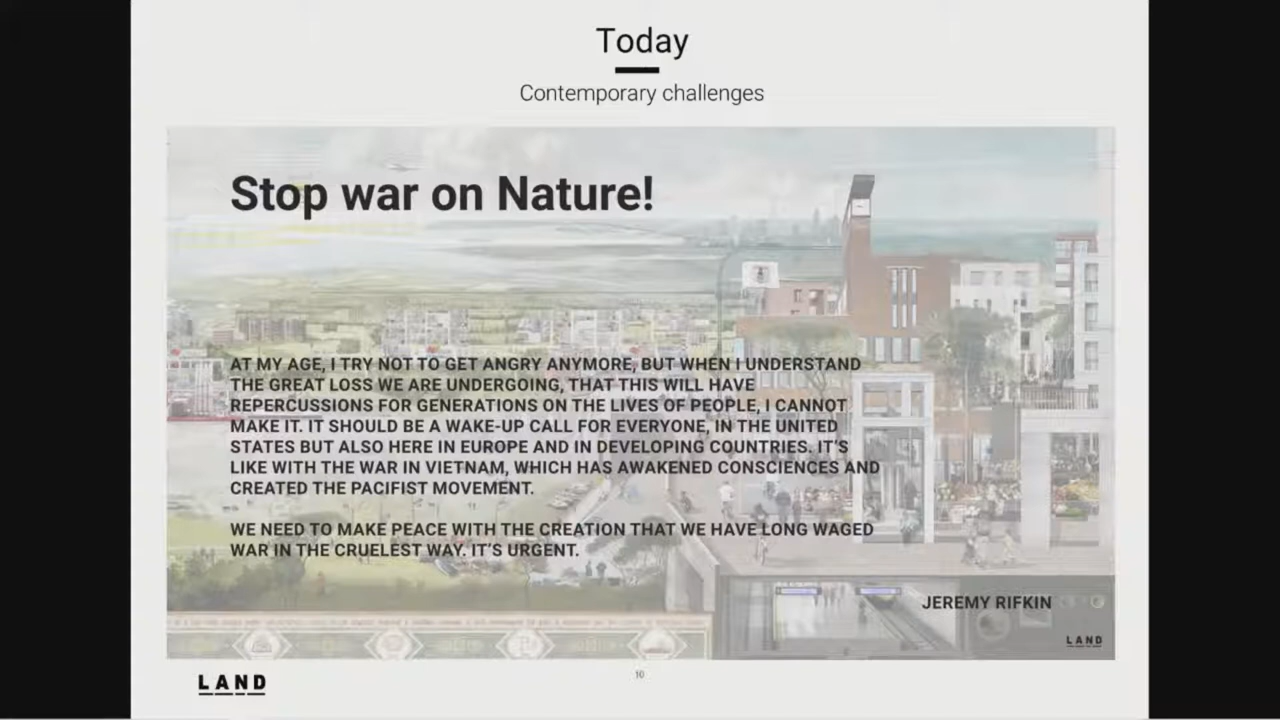 Today
Contemporary challenges
Stop war on Nature!
AT MY AGE, I TRY NOT TO GET ANGRY ANYMORE, BUT WHEN I UNDERSTAND
THE GREAT LOSS WE ARE UNDERGOING, THAT THIS WILL HAVE
REPERCUSSIONS FOR GENERATIONS ON THE LIVES OF PEOPLE, I CANNOT
MAKE IT. IT SHOULD BE A WAKE-UP CALL FOR EVERYONE, IN THE UNITED
STATES BUT ALSO HERE IN EUROPE AND IN DEVELOPING COUNTRIES. IT'S
LIKE WITH THE WAR IN VIETNAM, WHICH HAS AWAKENED CONSCIENCES AND
CREATED THE PACIFIST MOVEMENT.
WE NEED TO MAKE PEACE WITH THE CREATION THAT WE HAVE LONG WAGED
WAR IN THE CRUELEST WAY. IT'S URGENT.
JEREMY RIFKIN
LAND
LAND
10